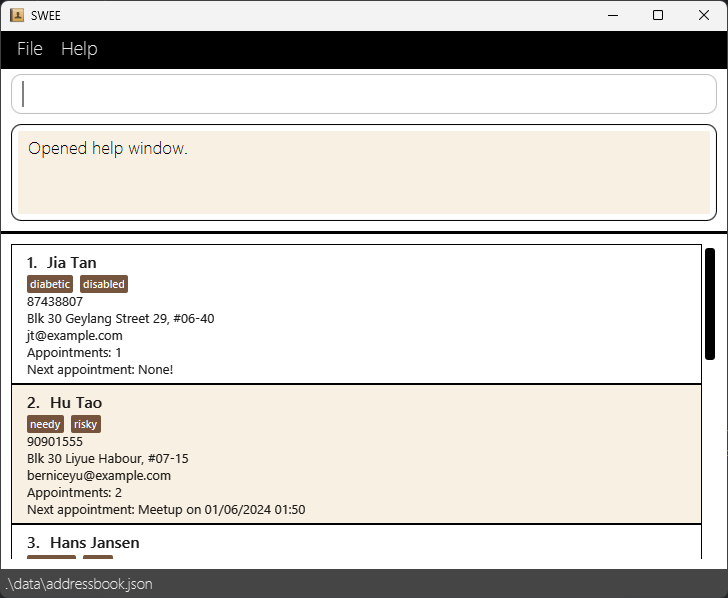 SWEE
File Help
Opened help window.
1. Jia Tan
diabetic disabled
87438807
Blk 30 Geylang Street 29, #06-40
jt@example.com
Appointments: 1
Next appointment: None!
2. Hu Tao
needy risky
90901555
Blk 30 Liyue Habour, #07-15
berniceyu@example.com
Appointments: 2
Next appointment: Meetup on 01/06/2024 01:50
3. Hans Jansen
.\data\addressbook.json